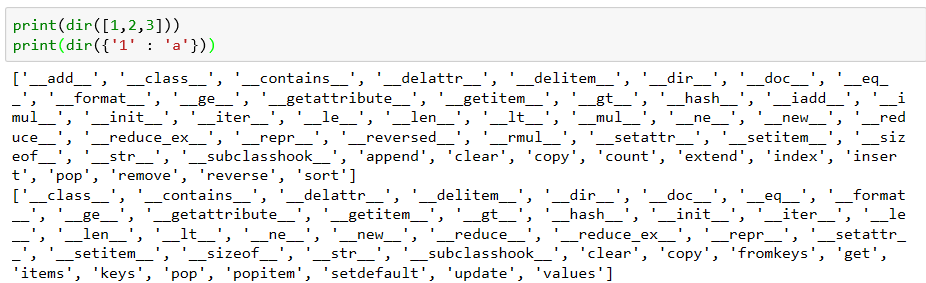 print(dir([1,2,3]))
print(dir({'1' : 'a'}))
['__add__', '__class__', '__contains__', '__delattr__', '__delitem__', '__dir__', '__doc__', '__eq_
_', '__format__', '__ge__', '__getattribute__', '__getitem__', '__gt__', '__hash__', '__iadd__', '__i
mul__', '__init__', '__iter__', '__le__', '__len__', '__lt__', '__mul__', '__ne__', '__new__', '__red
uce__', '__reduce_ex__', '__repr__', '__reversed__', '__rmul__', '__setattr__', '__setitem__', '__siz
eof__', '__str__', '__subclasshook__', 'append', 'clear', 'copy', 'count', 'extend', 'index', 'inser
t', 'pop', 'remove', 'reverse', 'sort']
['__class__', '__contains__', '__delattr__', '__delitem__', '__dir__', '__doc__', '__eq__', '__format
__', '__ge__', '__getattribute__', '__getitem__', '__gt__', '__hash__', '__init__', '__iter__', '__le
__', '__len__', '__lt__', '__ne__', '__new__', '__reduce__', '__reduce_ex__', '__repr__', '__setattr_
_', '__setitem__', '__sizeof__', '__str__', '__subclasshook__', 'clear', 'copy', 'fromkeys', 'get',
'items', 'keys', 'pop', 'popitem', 'setdefault', 'update', 'values']